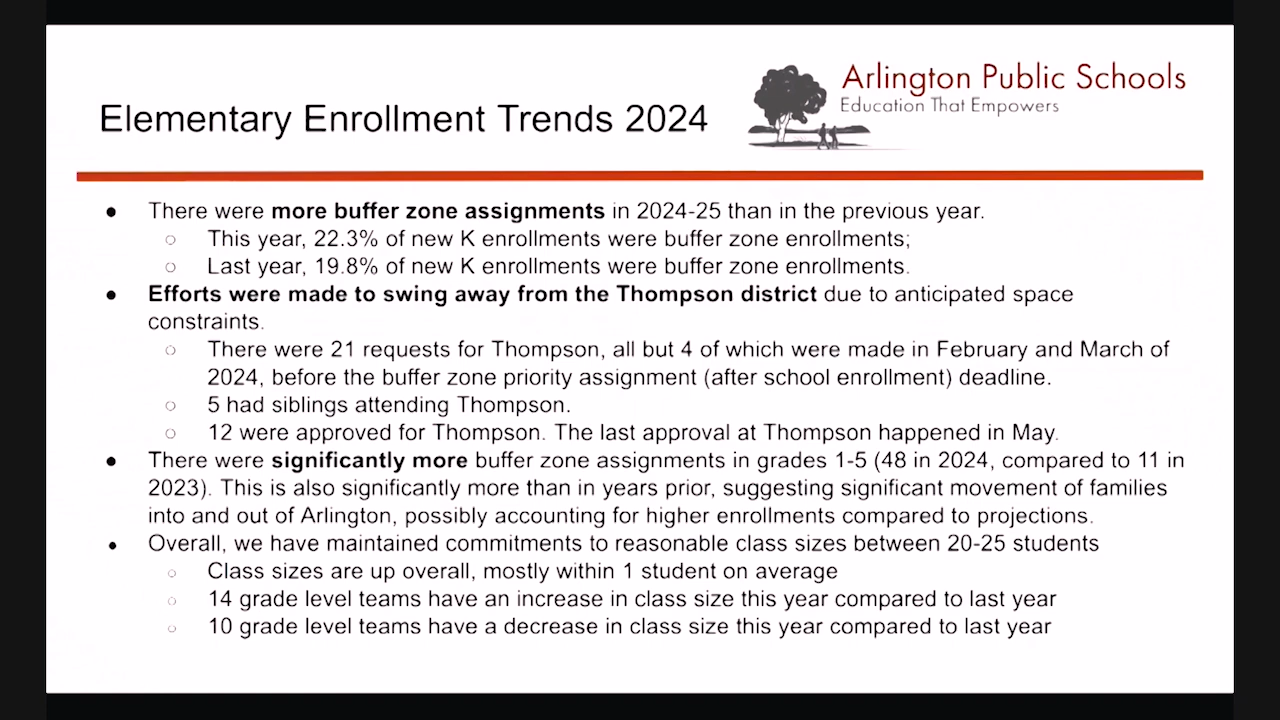 Arlington Public Schools
Education That Empowers
Elementary Enrollment Trends 2024
● There were more buffer zone assignments in 2024-25 than in the previous year.
○ This year, 22.3% of new K enrollments were buffer zone enrollments;
○ Last year, 19.8% of new K enrollments were buffer zone enrollments.
● Efforts were made to swing away from the Thompson district due to anticipated space
constraints.
○ There were 21 requests for Thompson, all but 4 of which were made in February and March of
2024, before the buffer zone priority assignment (after school enrollment) deadline.
○ 5 had siblings attending Thompson.
○ 12 were approved for Thompson. The last approval at Thompson happened in May.
● There were significantly more buffer zone assignments in grades 1-5 (48 in 2024, compared to 11 in
2023). This is also significantly more than in years prior, suggesting significant movement of families
into and out of Arlington, possibly accounting for higher enrollments compared to projections.
● Overall, we have maintained commitments to reasonable class sizes between 20-25 students
○ Class sizes are up overall, mostly within 1 student on average
○ 14 grade level teams have an increase in class size this year compared to last year
○ 10 grade level teams have a decrease in class size this year compared to last year